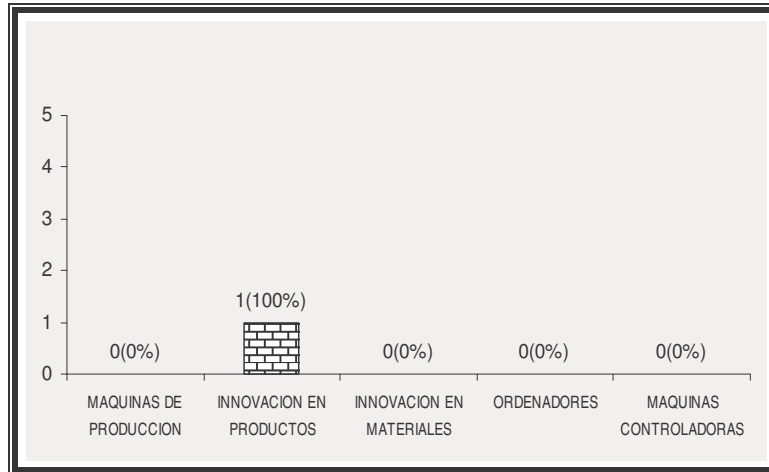 5
4
3
2
1
0
0(0%)
1(100%)
0(0%)
0(0%)
0(0%)
MAQUINAS DE
PRODUCCION
INNOVACION EN
PRODUCTOS
INNOVACION EN
MATERIALES
ORDENADORES
MAQUINAS
CONTROLADORAS